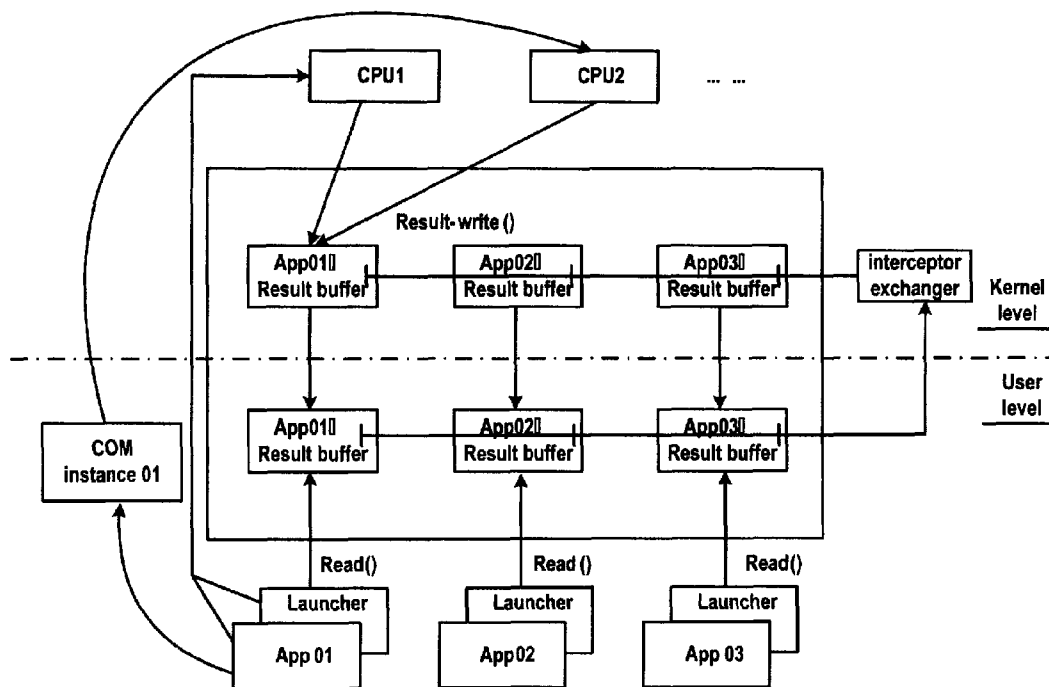 CPU1
CPU2
... ...
Result-write ()
App01▯
Result buffer
App02▯
Result buffer
App03▯
Result buffer
interceptor
exchanger
Kernel
level
User
level
COM
instance 01
App01▯
Result buffer
App02▯
Result buffer
App03▯
Result buffer
Read()
Read ()
Read()
Launcher
Launcher
Launcher
App 01
App02
App 03